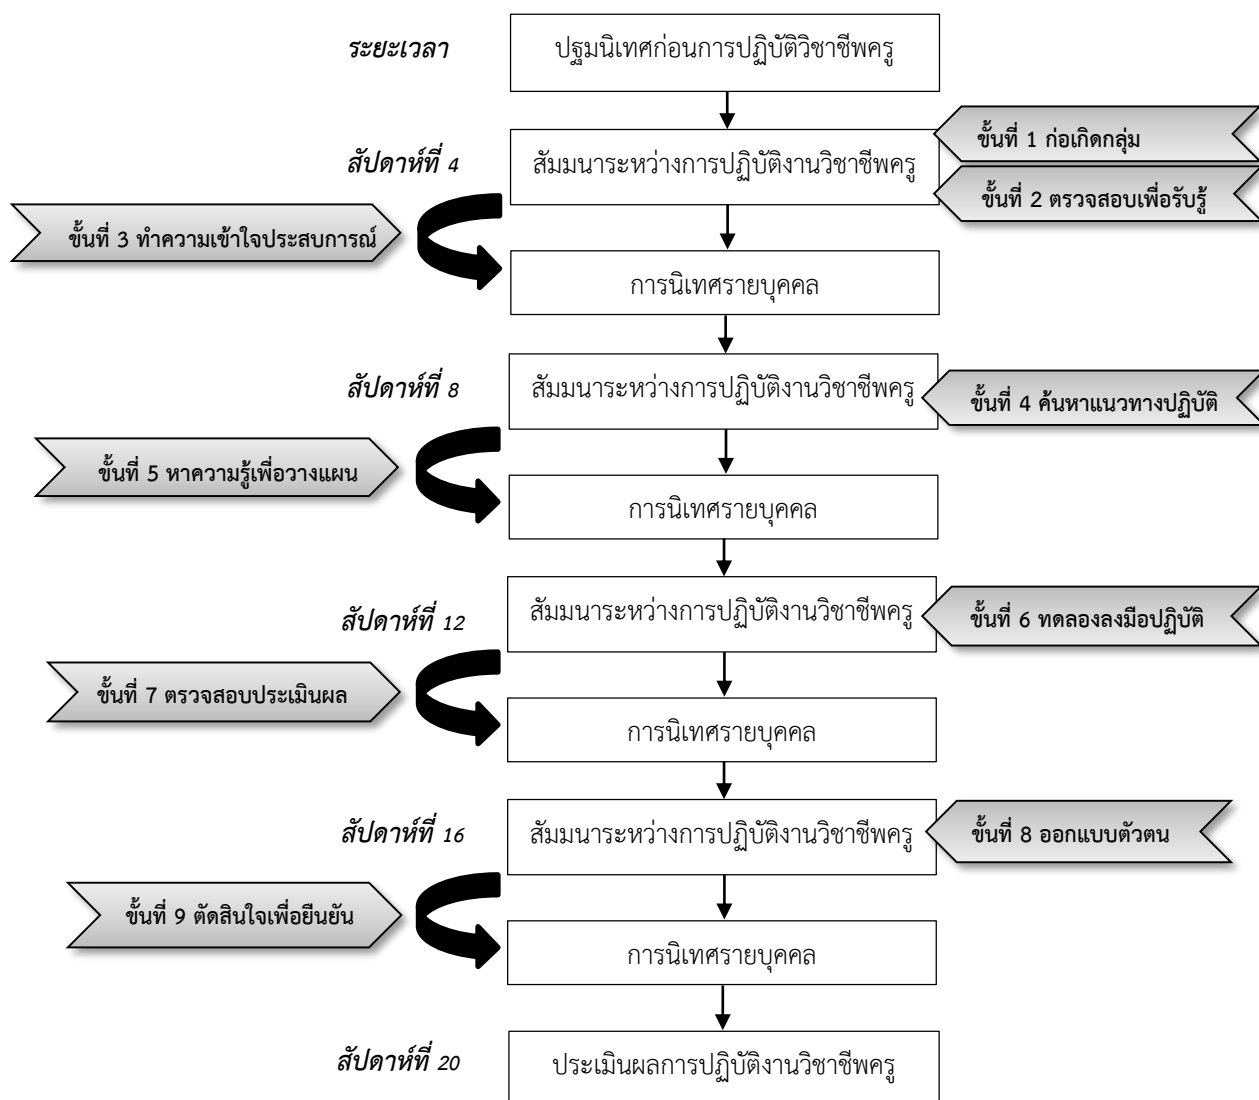 ระยะเวลา
ปฐมนิเทศก่อนการปฏิบัติวิชาชีพครู
ขั้นที่ 1 ก่อเกิดกลุ่ม
สัปดาห์ที่ 4
สัมมนาระหว่างการปฏิบัติงานวิชาชีพครู
ขั้นที่ 2 ตรวจสอบเพื่อรับรู้
ขั้นที่ 3 ทำความเข้าใจประสบการณ์
การนิเทศรายบุคคล
สัปดาห์ที่ 8
สัมมนาระหว่างการปฏิบัติงานวิชาชีพครู
ขั้นที่ 4 ค้นหาแนวทางปฏิบัติ
ขั้นที่ 5 หาความรู้เพื่อวางแผน
การนิเทศรายบุคคล
สัปดาห์ที่ 12
สัมมนาระหว่างการปฏิบัติงานวิชาชีพครู
ขั้นที่ 6 ทดลองลงมือปฏิบัติ
ขั้นที่ 7 ตรวจสอบประเมินผล
การนิเทศรายบุคคล
สัปดาห์ที่ 16
สัมมนาระหว่างการปฏิบัติงานวิชาชีพครู
ขั้นที่ 8 ออกแบบตัวตน
ขั้นที่ 9 ตัดสินใจเพื่อยืนยัน
การนิเทศรายบุคคล
สัปดาห์ที่ 20
ประเมินผลการปฏิบัติงานวิชาชีพครู